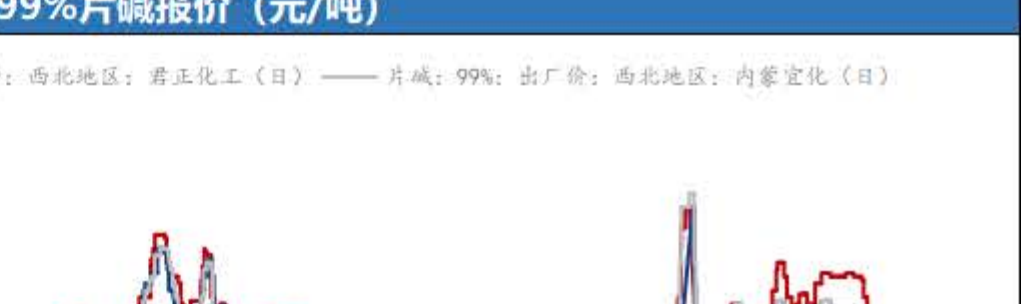 99%片碱报价（元/吨）
：西北地区：君正化工（日） —— 片碱：99%：出厂价：西北地区：内蒙宜化（日）